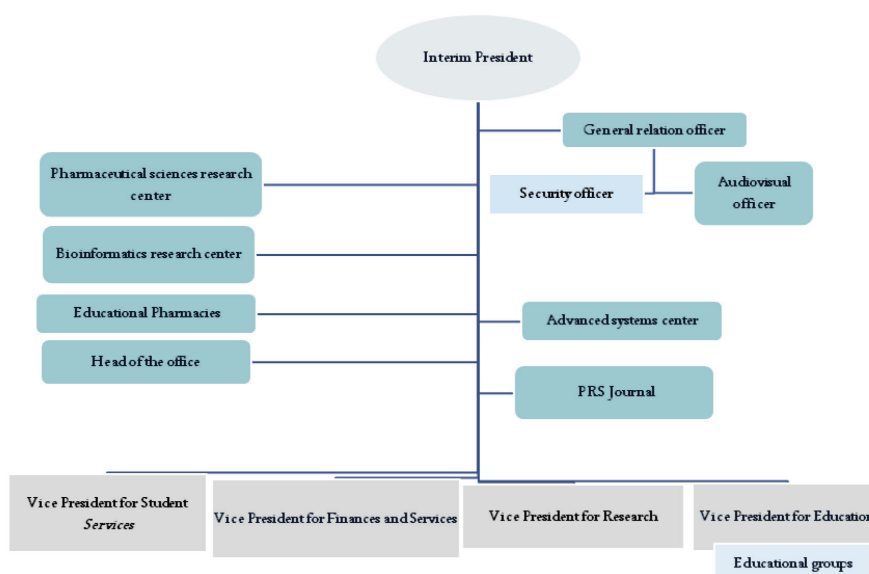 Interim President
General relation officer
Pharmaceutical sciences research
center
Security officer
Audiovisual
officer
Bioinformatics research center
Educational Pharmacies
Advanced systems center
Head of the office
PRS Journal
Vice President for Student
Services
Vice President for Finances and Services
Vice President for Research
Vice President for Education
Educational groups